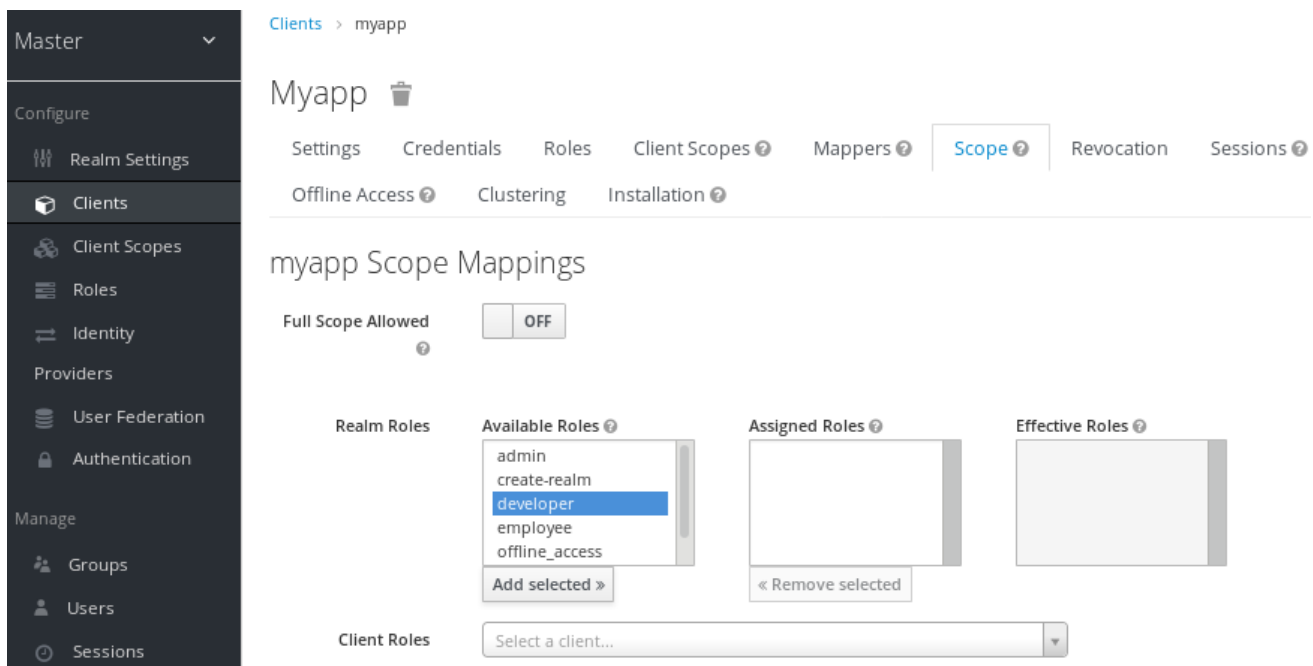 Master
Configure
Realm Settings
Clients
Client Scopes
Roles
Identity
Providers
User Federation
Authentication
Manage
Groups
Users
Sessions
Clients > myapp
Myapp
Settings Credentials Roles Client Scopes Mappers Scope Revocation Sessions
Offline Access Clustering Installation
myapp Scope Mappings
Full Scope Allowed OFF
Realm Roles Available Roles Assigned Roles Effective Roles
admin
create-realm
developer
employee
offline_access
Add selected » « Remove selected
Client Roles Select a client...